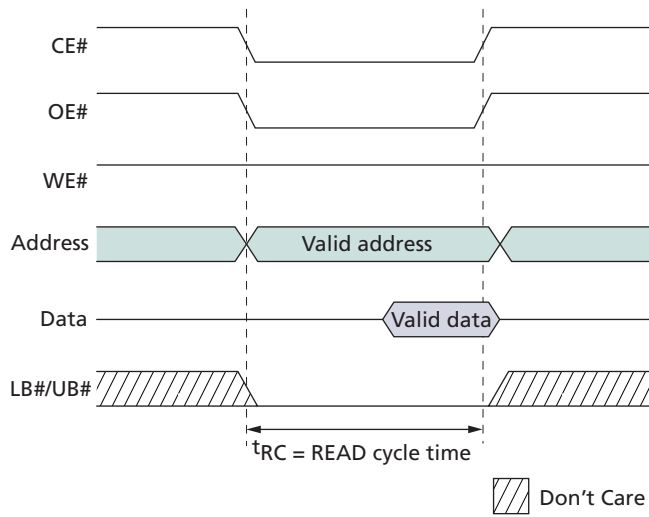 CE#
OE#
WE#
Address
Valid address
Data
Valid data
LB#/UB#
tRC = READ cycle time
Don't Care